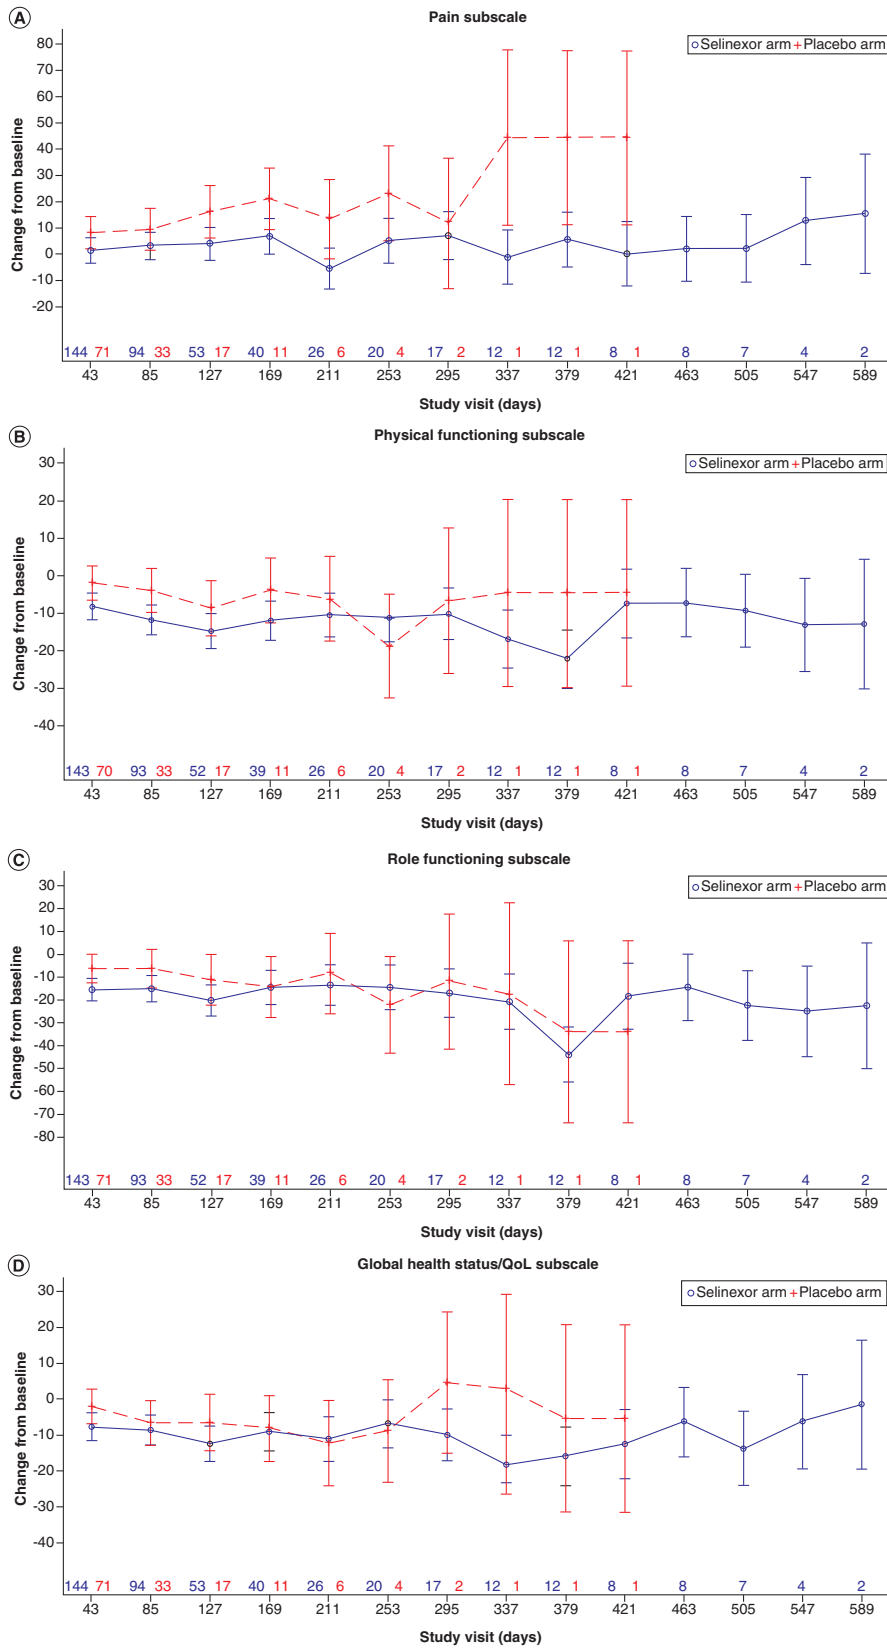 A
Pain subscale
Selinexor arm + Placebo arm
Change from baseline
80
70
60
50
40
30
20
10
0
-10
-20
144 71 94 33 53 17 40 11 26 6 20 4 17 2 12 1 12 1 8 1 8 7 4 2
43 85 127 169 211 253 295 337 379 421 463 505 547 589
Study visit (days)
B
Physical functioning subscale
Selinexor arm + Placebo arm
Change from baseline
30
20
10
0
-10
-20
-30
-40
143 70 93 33 52 17 39 11 26 6 20 4 17 2 12 1 12 1 8 1 8 7 4 2
43 85 127 169 211 253 295 337 379 421 463 505 547 589
Study visit (days)
C
Role functioning subscale
Selinexor arm + Placebo arm
Change from baseline
30
20
10
0
-10
-20
-30
-40
-50
-60
-70
-80
143 71 93 33 52 17 39 11 26 6 20 4 17 2 12 1 12 1 8 1 8 7 4 2
43 85 127 169 211 253 295 337 379 421 463 505 547 589
Study visit (days)
D
Global health status/QoL subscale
Selinexor arm + Placebo arm
Change from baseline
30
20
10
0
-10
-20
-30
-40
144 71 94 33 53 17 40 11 26 6 20 4 17 2 12 1 12 1 8 1 8 7 4 2
43 85 127 169 211 253 295 337 379 421 463 505 547 589
Study visit (days)